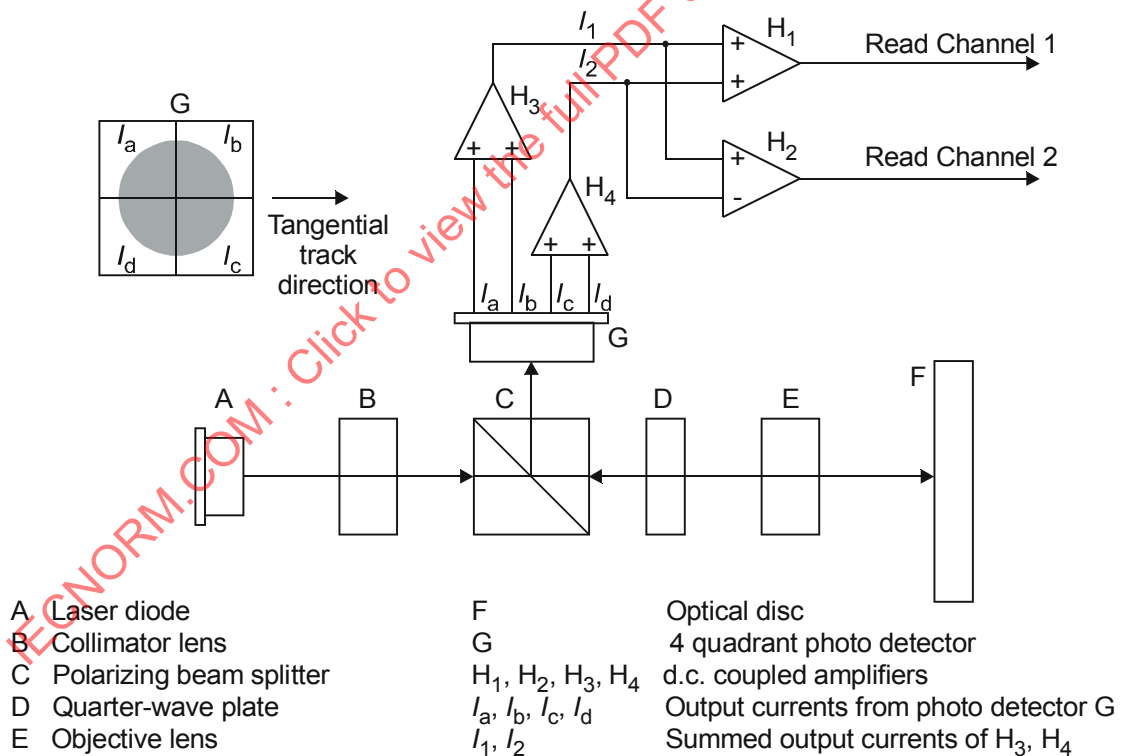 I1
H1
Read Channel 1
I2
+
+
H3
+ +
G
Ia Ib
Id Ic
Tangential
track
direction
H2
Read Channel 2
+
-
H4
+ +
Ia Ib Ic Id
G
A B C D E F
A Laser diode F Optical disc
B Collimator lens G 4 quadrant photo detector
C Polarizing beam splitter H1, H2, H3, H4 d.c. coupled amplifiers
D Quarter-wave plate Ia, Ib, Ic, Id Output currents from photo detector G
E Objective lens I1, I2 Summed output currents of H3, H4
IECNORM.COM : Click to view the full PDF